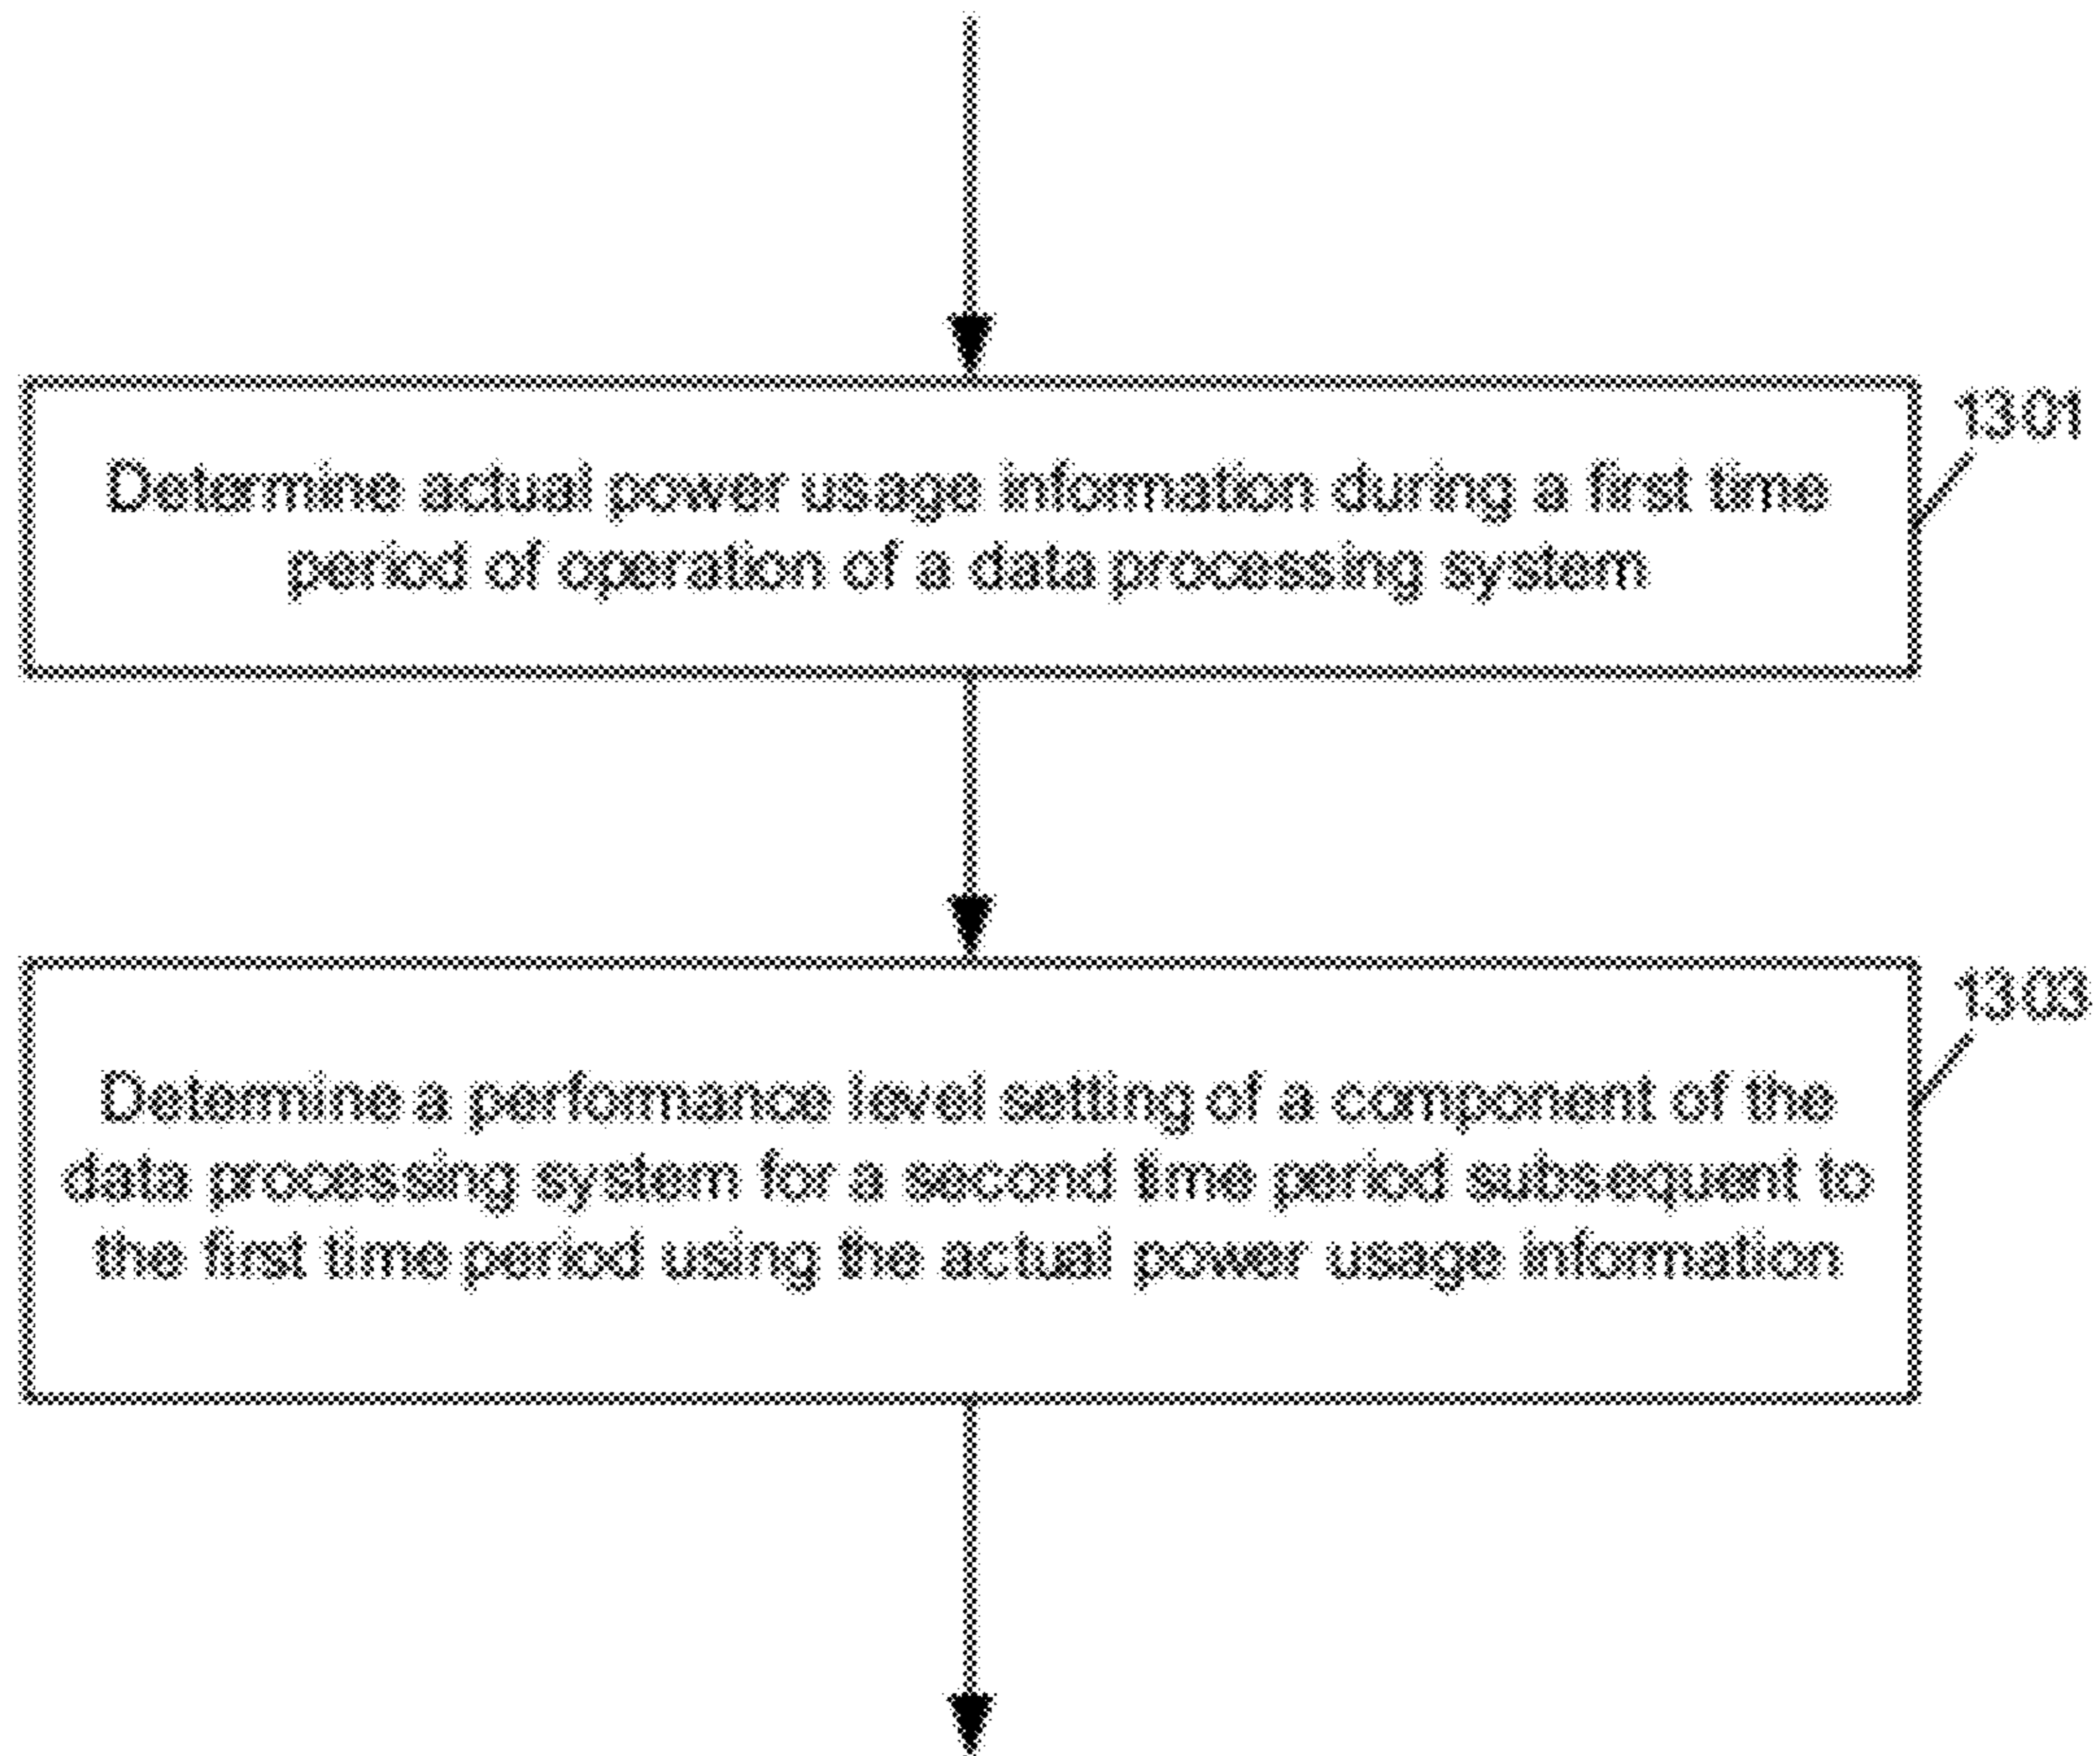 1301
Determine actual power usage information during a first time
period of operation of a data processing system
1303
Determine a performance level setting of a component of the
data processing system for a second time period subsequent to
the first time period using the actual power usage information